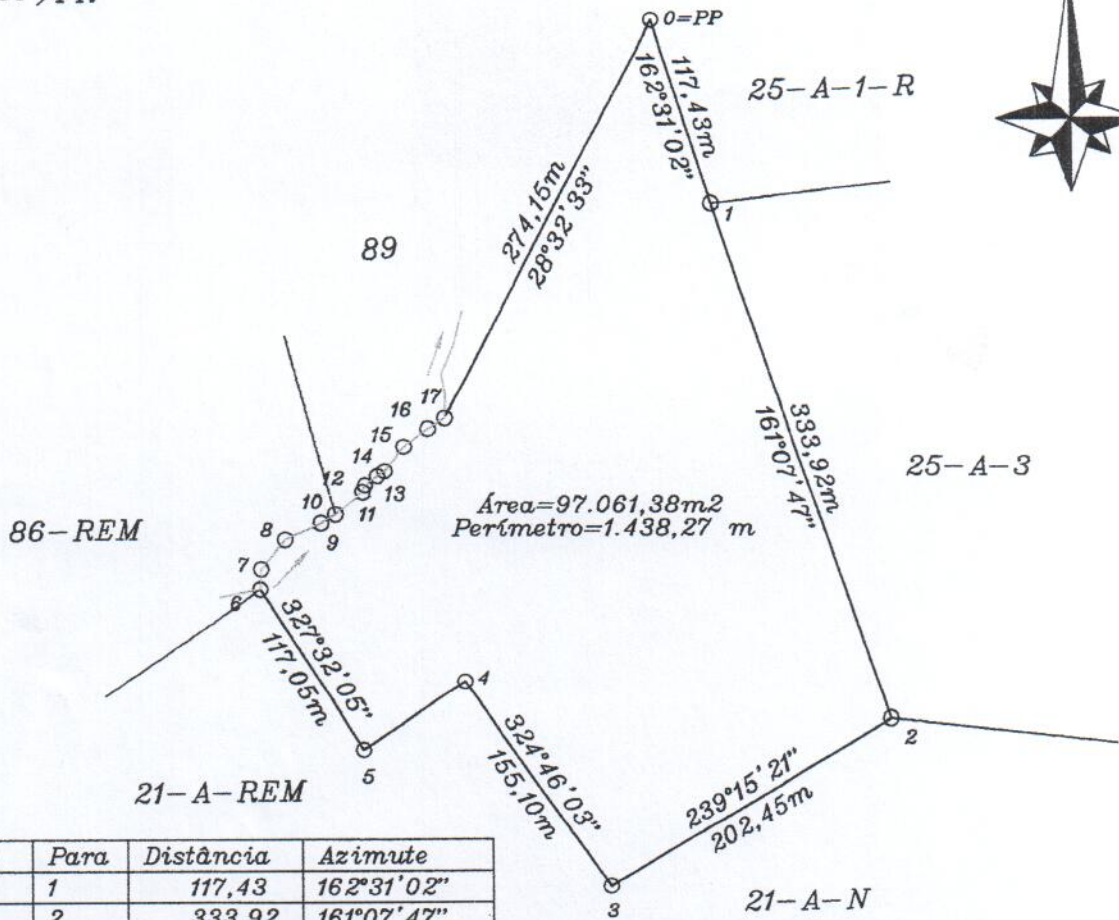 0=PP
117,43m
162°31'02"
25-A-1-R
1
274,15m
28°32'33"
89
333,92m
161°07'47"
25-A-3
17
16
15
14
13
12
11
10
9
8
7
6
86-REM
Área=97.061,38m2
Perímetro=1.438,27 m
327°32'05"
117,05m
4
324°46'03"
155,10m
5
2
239°15'21"
202,45m
3
21-A-REM
21-A-N
Para Distância Azimute
1 117,43 162°31'02"
2 333,92 161°07'47"